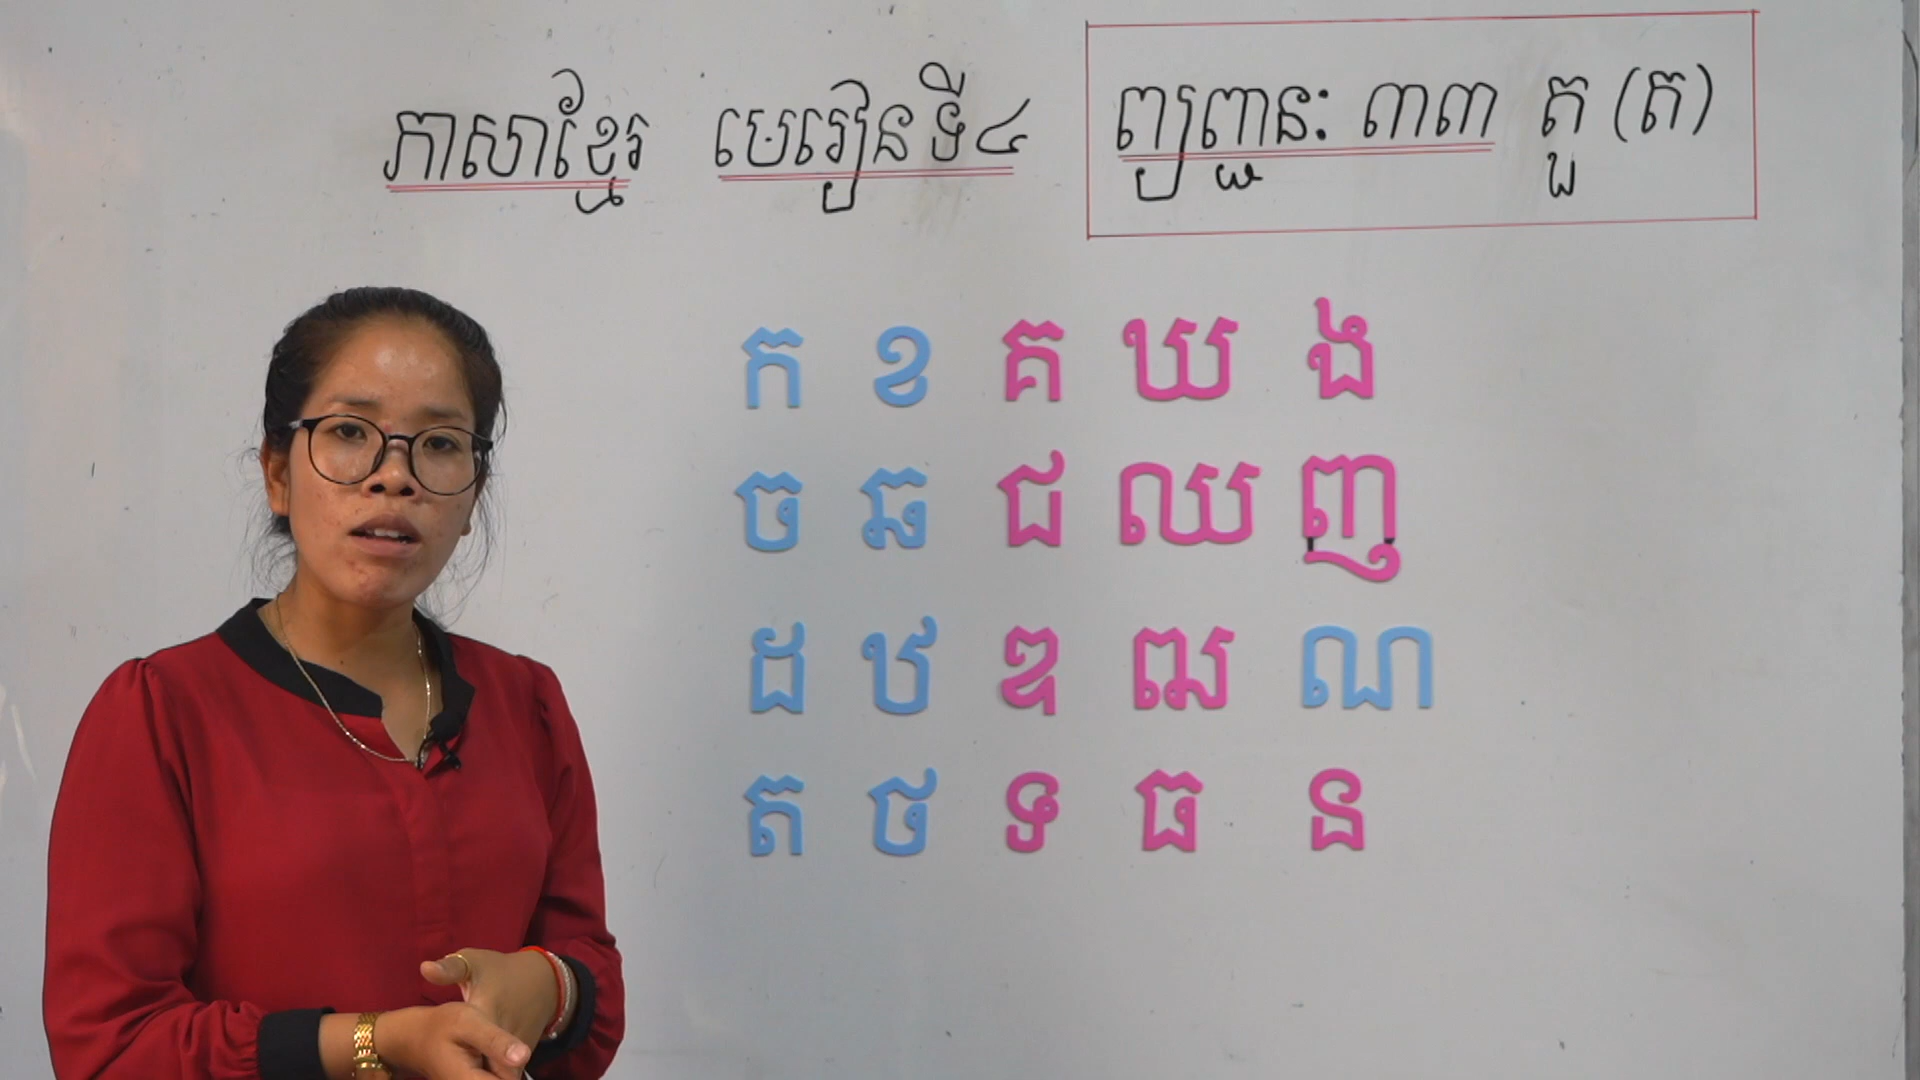 ភាសាខ្មែរ មេរៀនទី៤ ព្យញ្ជនៈ ៣៣ តួ (ត)
ក ខ គ ឃ ង
ច ឆ ជ ឈ ញ
ដ ឋ ឌ ឍ ណ
ត ថ ទ ធ ន